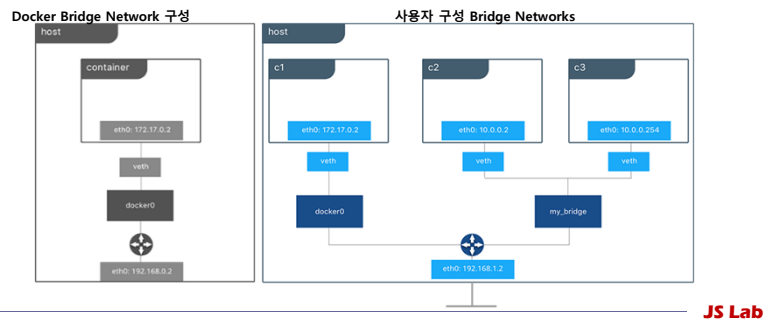 Docker Bridge Network 구성
host
container
eth0: 172.17.0.2
veth
docker0
eth0: 192.168.0.2
사용자 구성 Bridge Networks
host
c1
c2
c3
eth0: 172.17.0.2
eth0: 10.0.0.2
eth0: 10.0.0.254
veth
veth
veth
docker0
my_bridge
eth0: 192.168.1.2
JS Lab